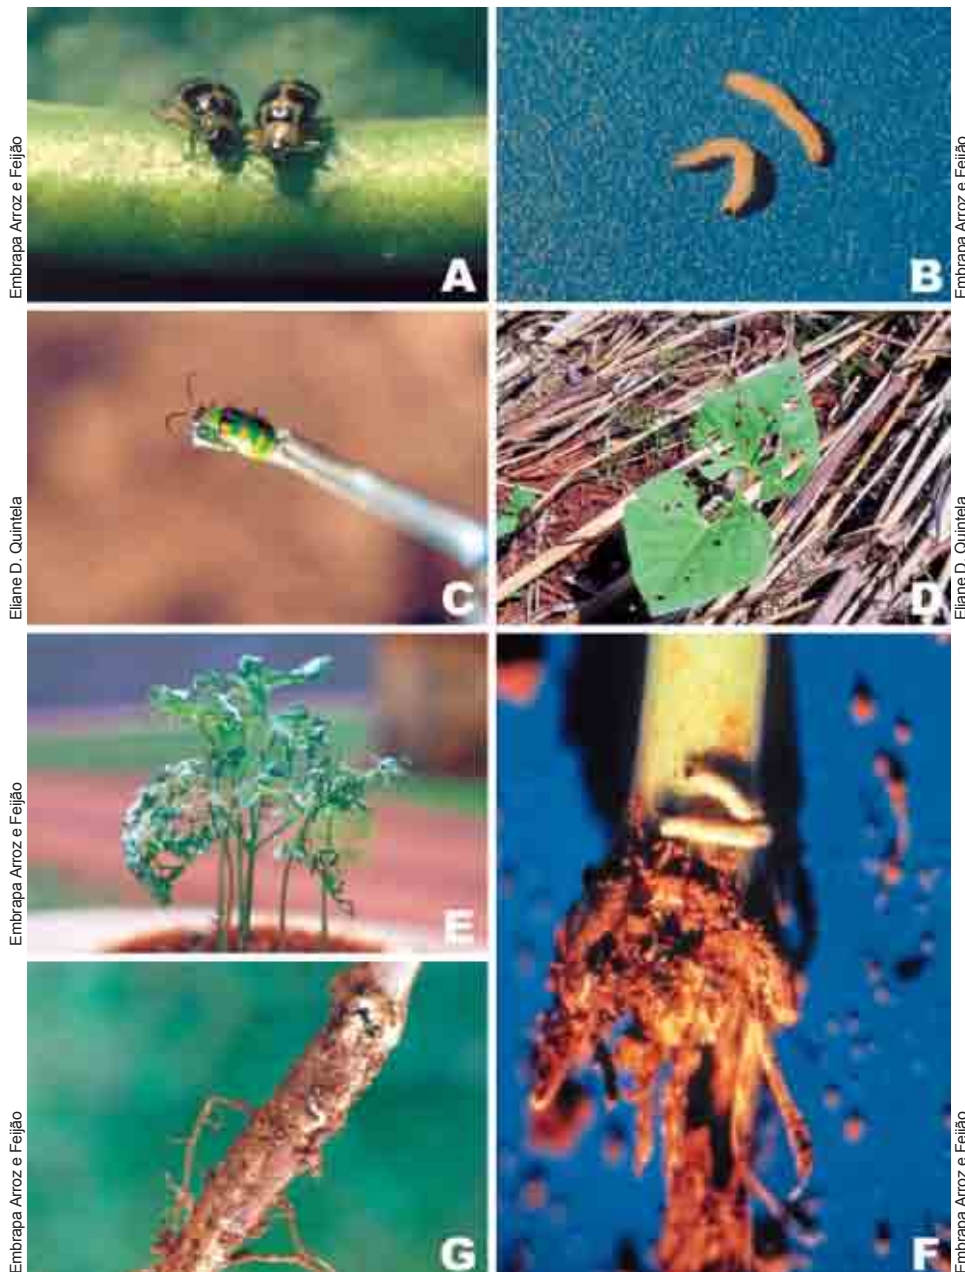 Embrapa Arroz e Feijão
A
B
Embrapa Arroz e Feijão
Eliane D. Quintela
C
D
Eliane D. Quintela
Embrapa Arroz e Feijão
E
Embrapa Arroz e Feijão
G
F
Embrapa Arroz e Feijão